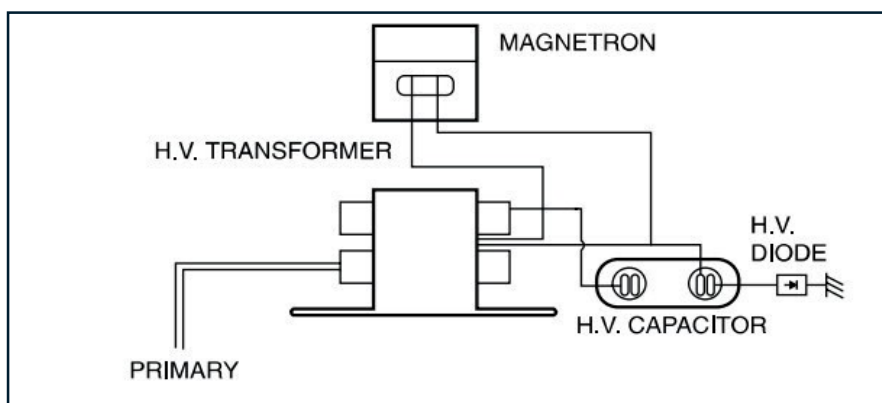 MAGNETRON
H.V. TRANSFORMER
H.V.
DIODE
H.V. CAPACITOR
PRIMARY